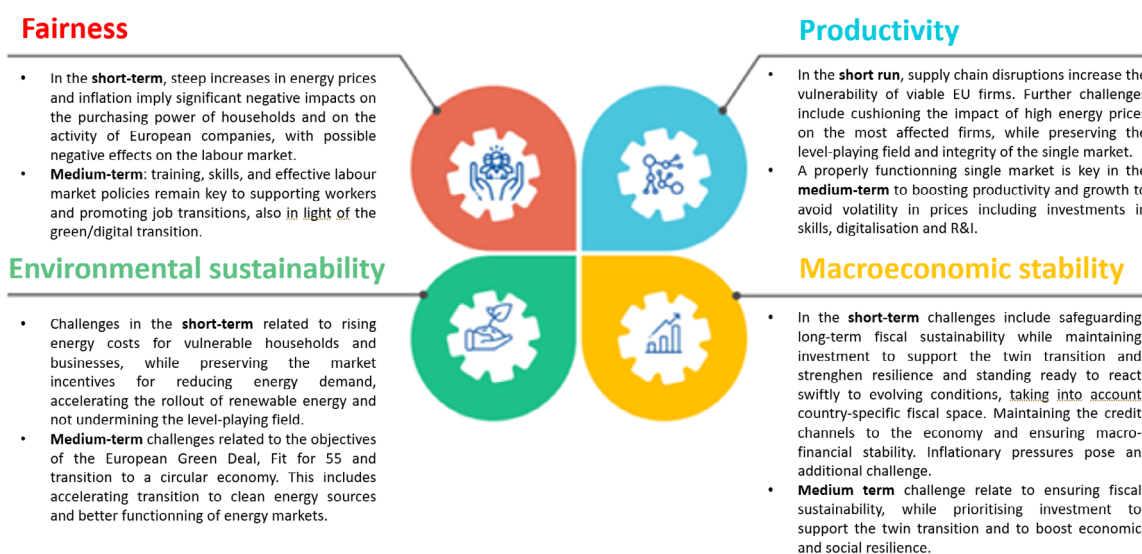 Fairness
• In the short-term, steep increases in energy prices
and inflation imply significant negative impacts on
the purchasing power of households and on the
activity of European companies, with possible
negative effects on the labour market.
• Medium-term: training, skills, and effective labour
market policies remain key to supporting workers
and promoting job transitions, also in light of the
green/digital transition.
Productivity
• In the short run, supply chain disruptions increase the
vulnerability of viable EU firms. Further challenges
include cushioning the impact of high energy prices
on the most affected firms, while preserving the
level-playing field and integrity of the single market.
• A properly functionning single market is key in the
medium-term to boosting productivity and growth to
avoid volatility in prices including investments in
skills, digitalisation and R&I.
Environmental sustainability
• Challenges in the short-term related to rising
energy costs for vulnerable households and
businesses, while preserving the market
incentives for reducing energy demand,
accelerating the rollout of renewable energy and
not undermining the level-playing field.
• Medium-term challenges related to the objectives
of the European Green Deal, Fit for 55 and
transition to a circular economy. This includes
accelerating transition to clean energy sources
and better functionning of energy markets.
Macroeconomic stability
• In the short-term challenges include safeguarding
long-term fiscal sustainability while maintaining
investment to support the twin transition and
strenghen resilience and standing ready to react
swiftly to evolving conditions, taking into account
country-specific fiscal space. Maintaining the credit
channels to the economy and ensuring macro-
financial stability. Inflationary pressures pose an
additional challenge.
• Medium term challenge relate to ensuring fiscal
sustainability, while prioritising investment to
support the twin transition and to boost economic
and social resilience.